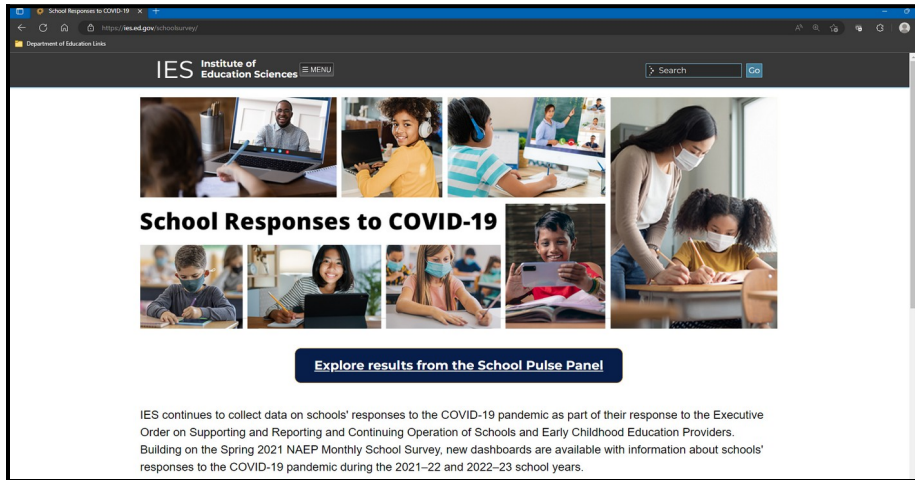 School Responses to COVID-19
https://ies.ed.gov/schoolsurvey/
Department of Education Links
IES Institute of
Education Sciences
MENU
Search
Go
School Responses to COVID-19
Explore results from the School Pulse Panel
IES continues to collect data on schools' responses to the COVID-19 pandemic as part of their response to the Executive
Order on Supporting and Reporting and Continuing Operation of Schools and Early Childhood Education Providers.
Building on the Spring 2021 NAEP Monthly School Survey, new dashboards are available with information about schools'
responses to the COVID-19 pandemic during the 2021–22 and 2022–23 school years.